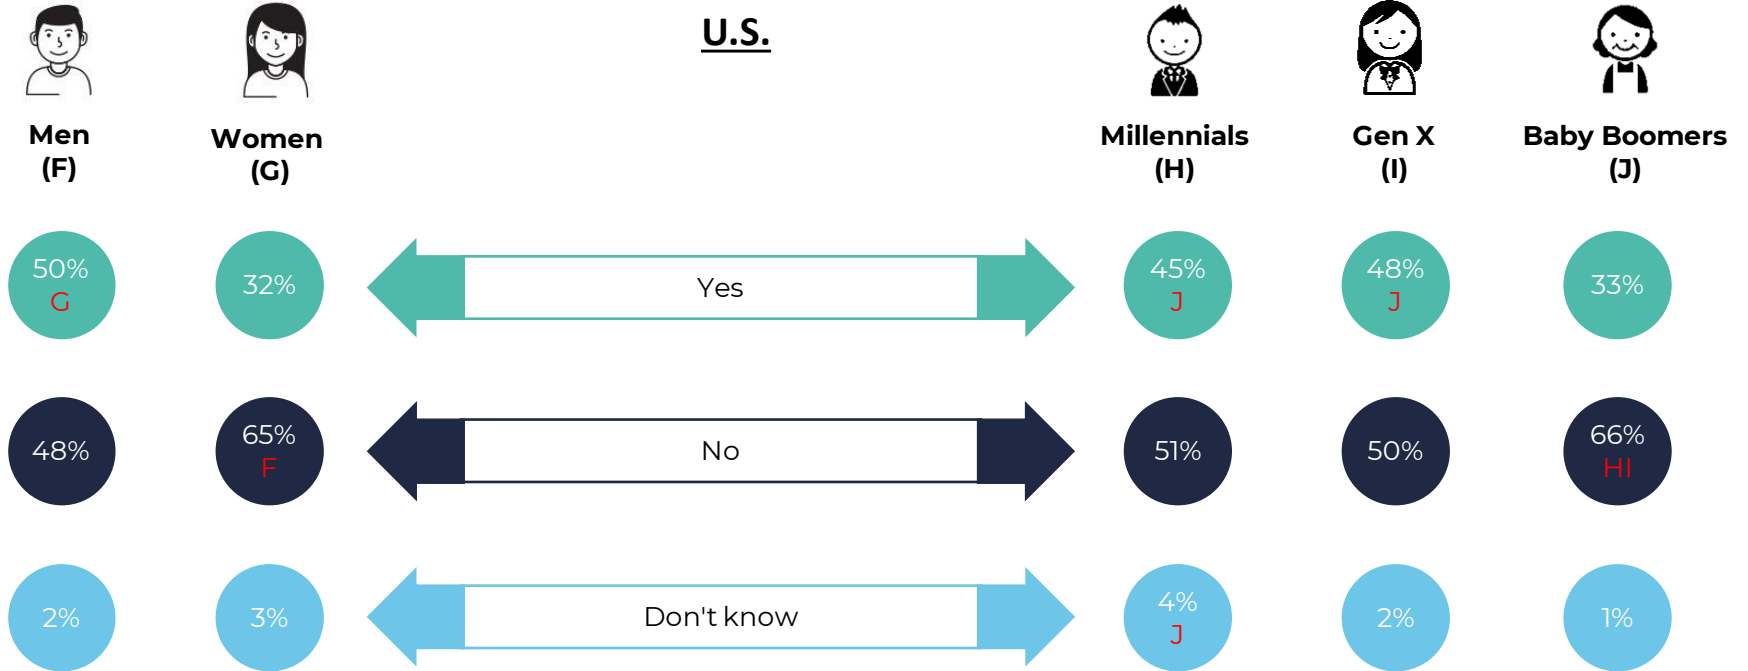 U.S.
Men
(F)
Women
(G)
Millennials
(H)
Gen X
(I)
Baby Boomers
(J)
50%
G
32%
Yes
45%
J
48%
J
33%
48%
65%
F
No
51%
50%
66%
HI
2%
3%
Don't know
4%
J
2%
1%